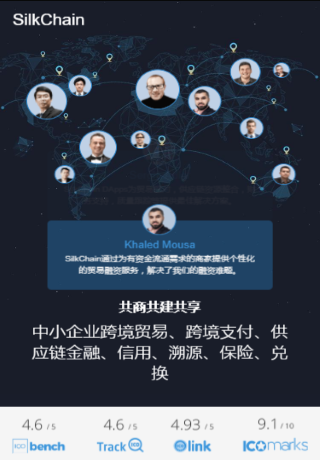 SilkChain
Khaled Mousa
SilkChain通过为有资金流通需求的商家提供个性化
的贸易融资服务，解决了我们的融资难题。
共商共建共享
中小企业跨境贸易、跨境支付、供
应链金融、信用、溯源、保险、兑
换
4.6 / 5
4.6 / 5
4.93 / 5
9.1 / 10
ICO bench
Track ICO
elink
ICOmarks